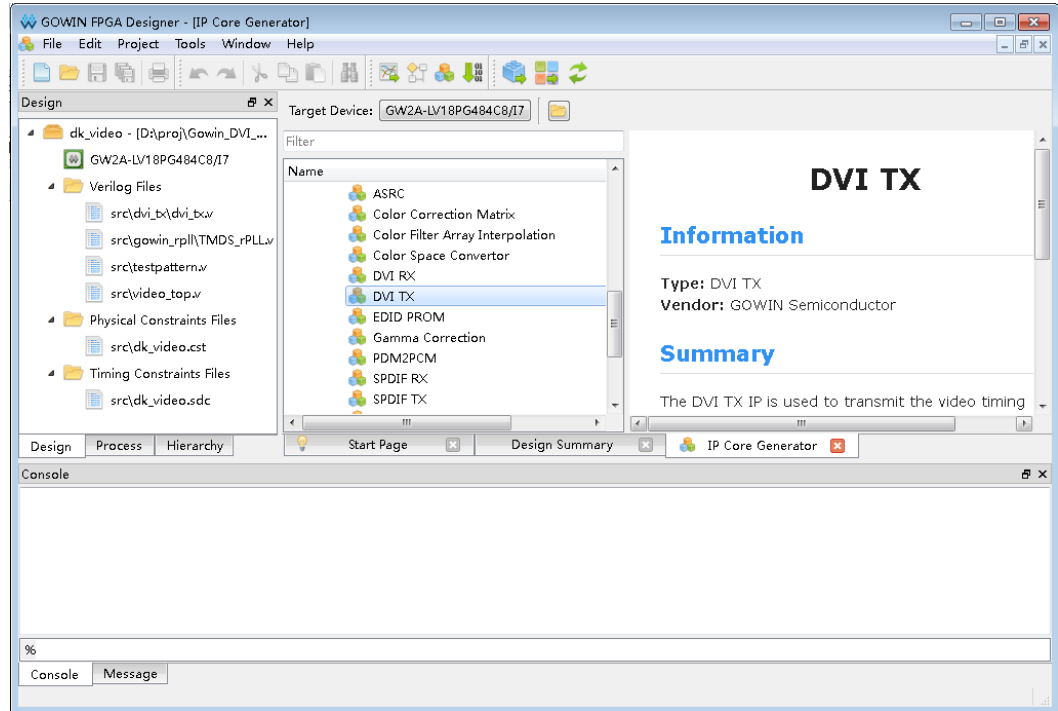 GOWIN FPGA Designer - [IP Core Generator]
File Edit Project Tools Window Help
Design
Target Device: GW2A-LV18PG484C8/I7
dk_video - [D:\proj\Gowin_DVI_...
GW2A-LV18PG484C8/I7
Verilog Files
src\dvi_tx\dvi_tx.v
src\gowin_rpll\TMDS_rPLL.v
src\testpattern.v
src\video_top.v
Physical Constraints Files
src\dk_video.cst
Timing Constraints Files
src\dk_video.sdc
Design Process Hierarchy
Filter
Name
ASRC
Color Correction Matrix
Color Filter Array Interpolation
Color Space Convertor
DVI RX
DVI TX
EDID PROM
Gamma Correction
PDM2PCM
SPDIF RX
SPDIF TX
DVI TX
Information
Type: DVI TX
Vendor: GOWIN Semiconductor
Summary
The DVI TX IP is used to transmit the video timing
Start Page Design Summary IP Core Generator
Console
%
Console Message